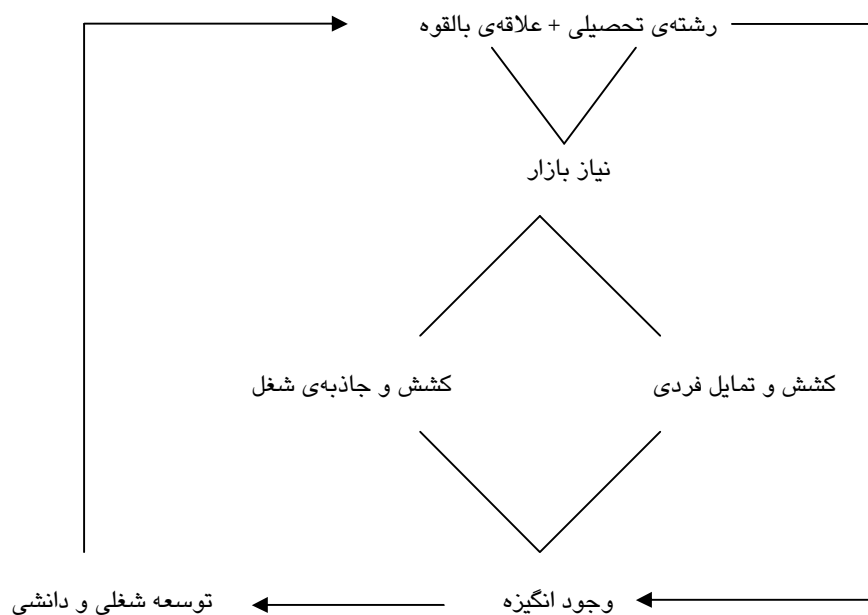 رشته‌ی تحصیلی + علاقه‌ی بالقوه
نیاز بازار
کشش و تمایل فردی
کشش و جاذبه‌ی شغل
وجود انگیزه
توسعه شغلی و دانشی